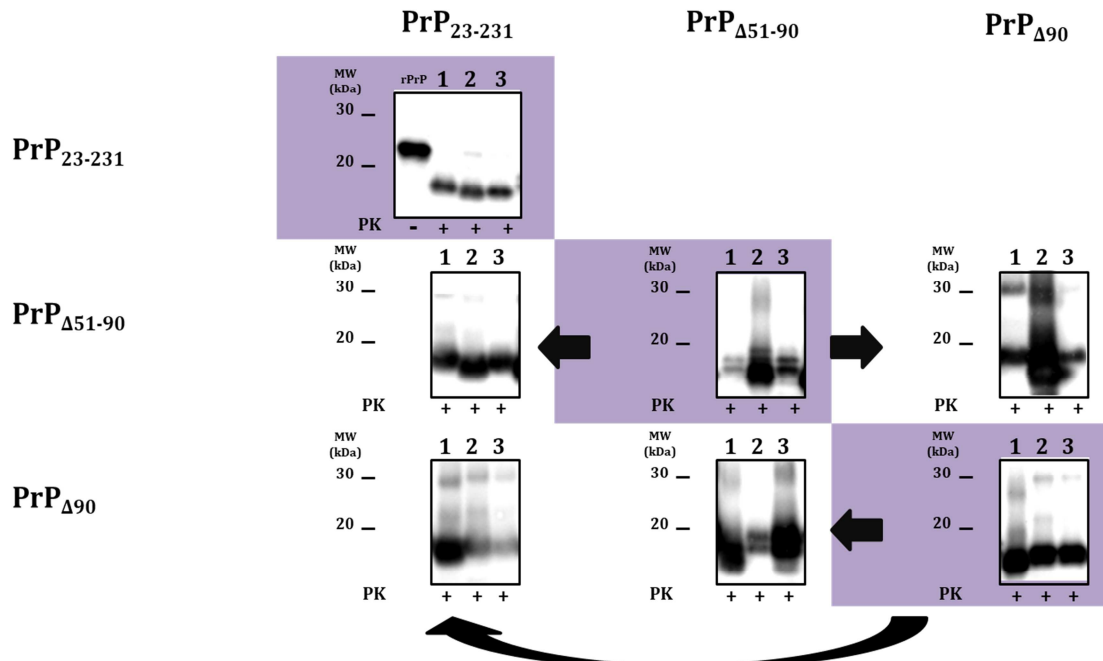 PrP23-231 PrPΔ51-90 PrPΔ90
MW (kDa) rPrP 1 2 3
30
PrP23-231
20
PK - + + +
MW (kDa) 1 2 3 MW (kDa) 1 2 3 MW (kDa) 1 2 3
30 30 30
PrPΔ51-90
20 20 20
PK + + + PK + + + PK + + +
MW (kDa) 1 2 3 MW (kDa) 1 2 3 MW (kDa) 1 2 3
30 30 30
PrPΔ90
20 20 20
PK + + + PK + + + PK + + +